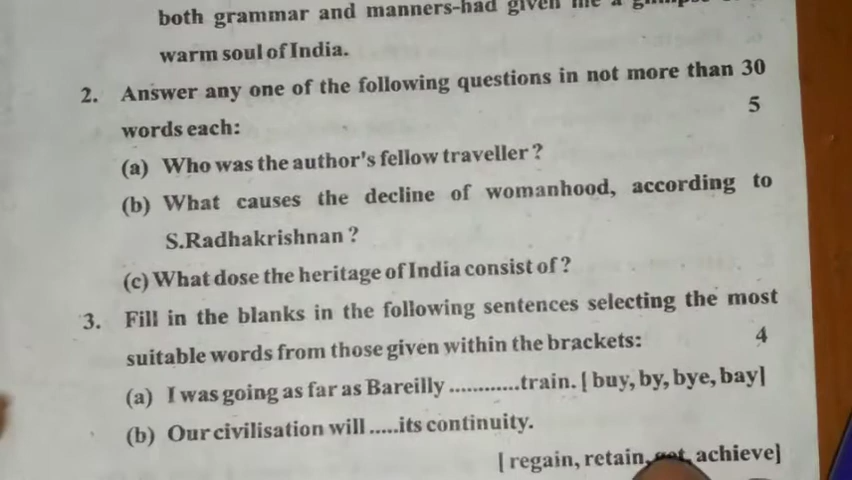 both grammar and manners-had given me a
warm soul of India.
2. Answer any one of the following questions in not more than 30
words each: 5
(a) Who was the author's fellow traveller ?
(b) What causes the decline of womanhood, according to
S.Radhakrishnan ?
(c) What dose the heritage of India consist of ?
3. Fill in the blanks in the following sentences selecting the most
suitable words from those given within the brackets: 4
(a) I was going as far as Bareilly ............train. [ buy, by, bye, bay]
(b) Our civilisation will .....its continuity.
[ regain, retain, get, achieve]